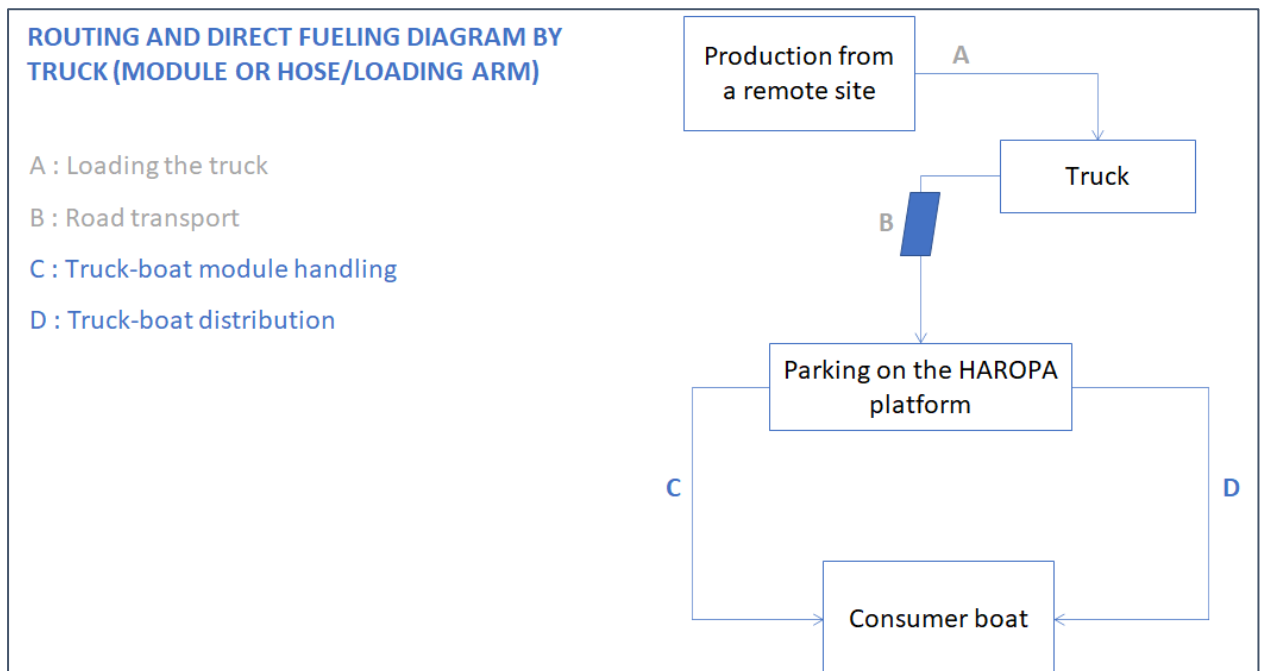 ROUTING AND DIRECT FUELING DIAGRAM BY
TRUCK (MODULE OR HOSE/LOADING ARM)
A : Loading the truck
B : Road transport
C : Truck-boat module handling
D : Truck-boat distribution
Production from
a remote site
A
Truck
B
Parking on the HAROPA
platform
C
D
Consumer boat